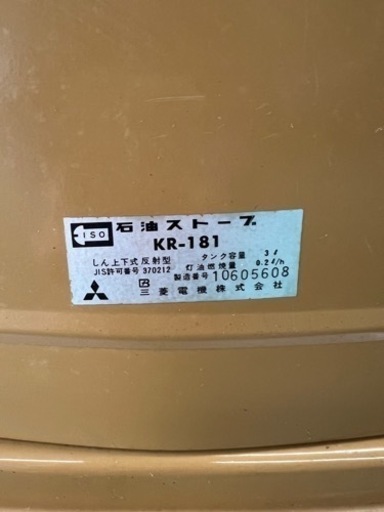 ISO 石油ストーブ
KR-181
しん上下式反射型 タンク容量 3ℓ
JIS許可番号 370212 灯油燃焼量 0.2ℓ/h
製造番号 10605608
三菱電機株式会社